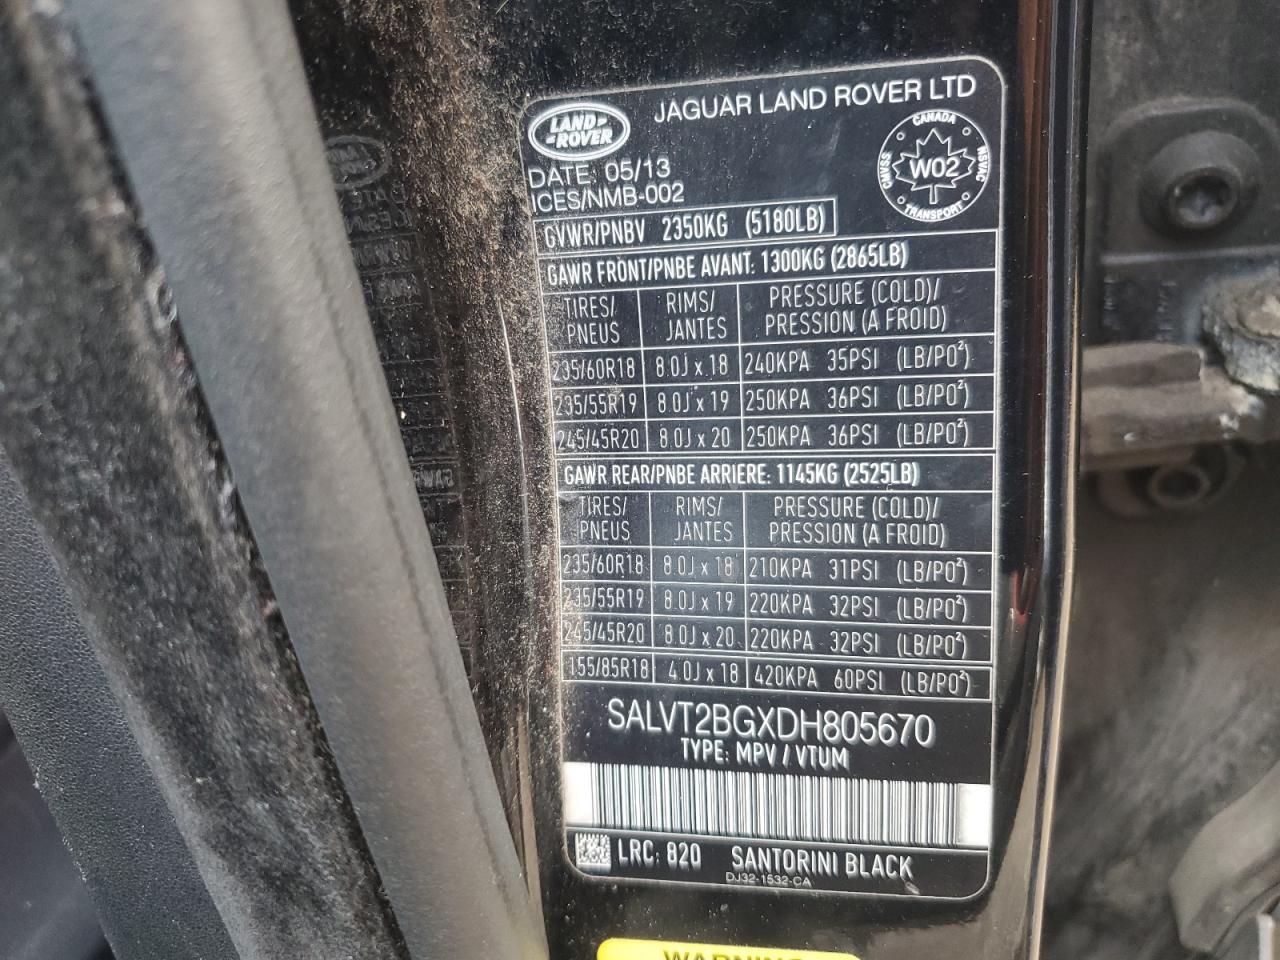 LAND-
-ROVER
JAGUAR LAND ROVER LTD
DATE: 05/13
ICES/NMB-002
CANADA
CMVSS
W02
NSVAC
TRANSPORT
GVWR/PNBV 2350KG (5180LB)
GAWR FRONT/PNBE AVANT: 1300KG (2865LB)
TIRES/ RIMS/ PRESSURE (COLD)/
PNEUS JANTES PRESSION (A FROID)
235/60R18 8.0J x 18 240KPA 35PSI (LB/PO²)
235/55R19 8.0J x 19 250KPA 36PSI (LB/PO²)
245/45R20 8.0J x 20 250KPA 36PSI (LB/PO²)
GAWR REAR/PNBE ARRIERE: 1145KG (2525LB)
TIRES/ RIMS/ PRESSURE (COLD)/
PNEUS JANTES PRESSION (A FROID)
235/60R18 8.0J x 18 210KPA 31PSI (LB/PO²)
235/55R19 8.0J x 19 220KPA 32PSI (LB/PO²)
245/45R20 8.0J x 20 220KPA 32PSI (LB/PO²)
155/85R18 4.0J x 18 420KPA 60PSI (LB/PO²)
SALVT2BGXDH805670
TYPE: MPV / VTUM
LRC: 820 SANTORINI BLACK
DJ32-1532-CA
WARNING